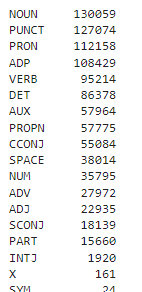 NOUN 130059
PUNCT 127074
PRON 112158
ADP 108429
VERB 95214
DET 86378
AUX 57964
PROPN 57775
CCONJ 55084
SPACE 38014
NUM 35795
ADV 27972
ADJ 22935
SCONJ 18139
PART 15660
INTJ 1920
X 161
SYM 24